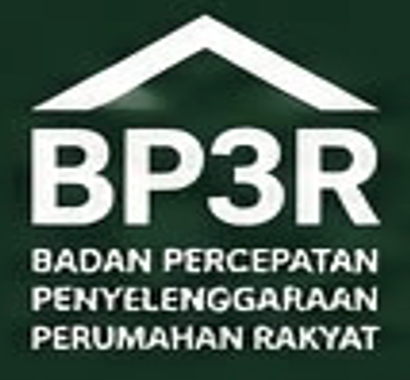 BP3R
BADAN PERCEPATAN
PENYELENGGARAAN
PERUMAHAN RAKYAT